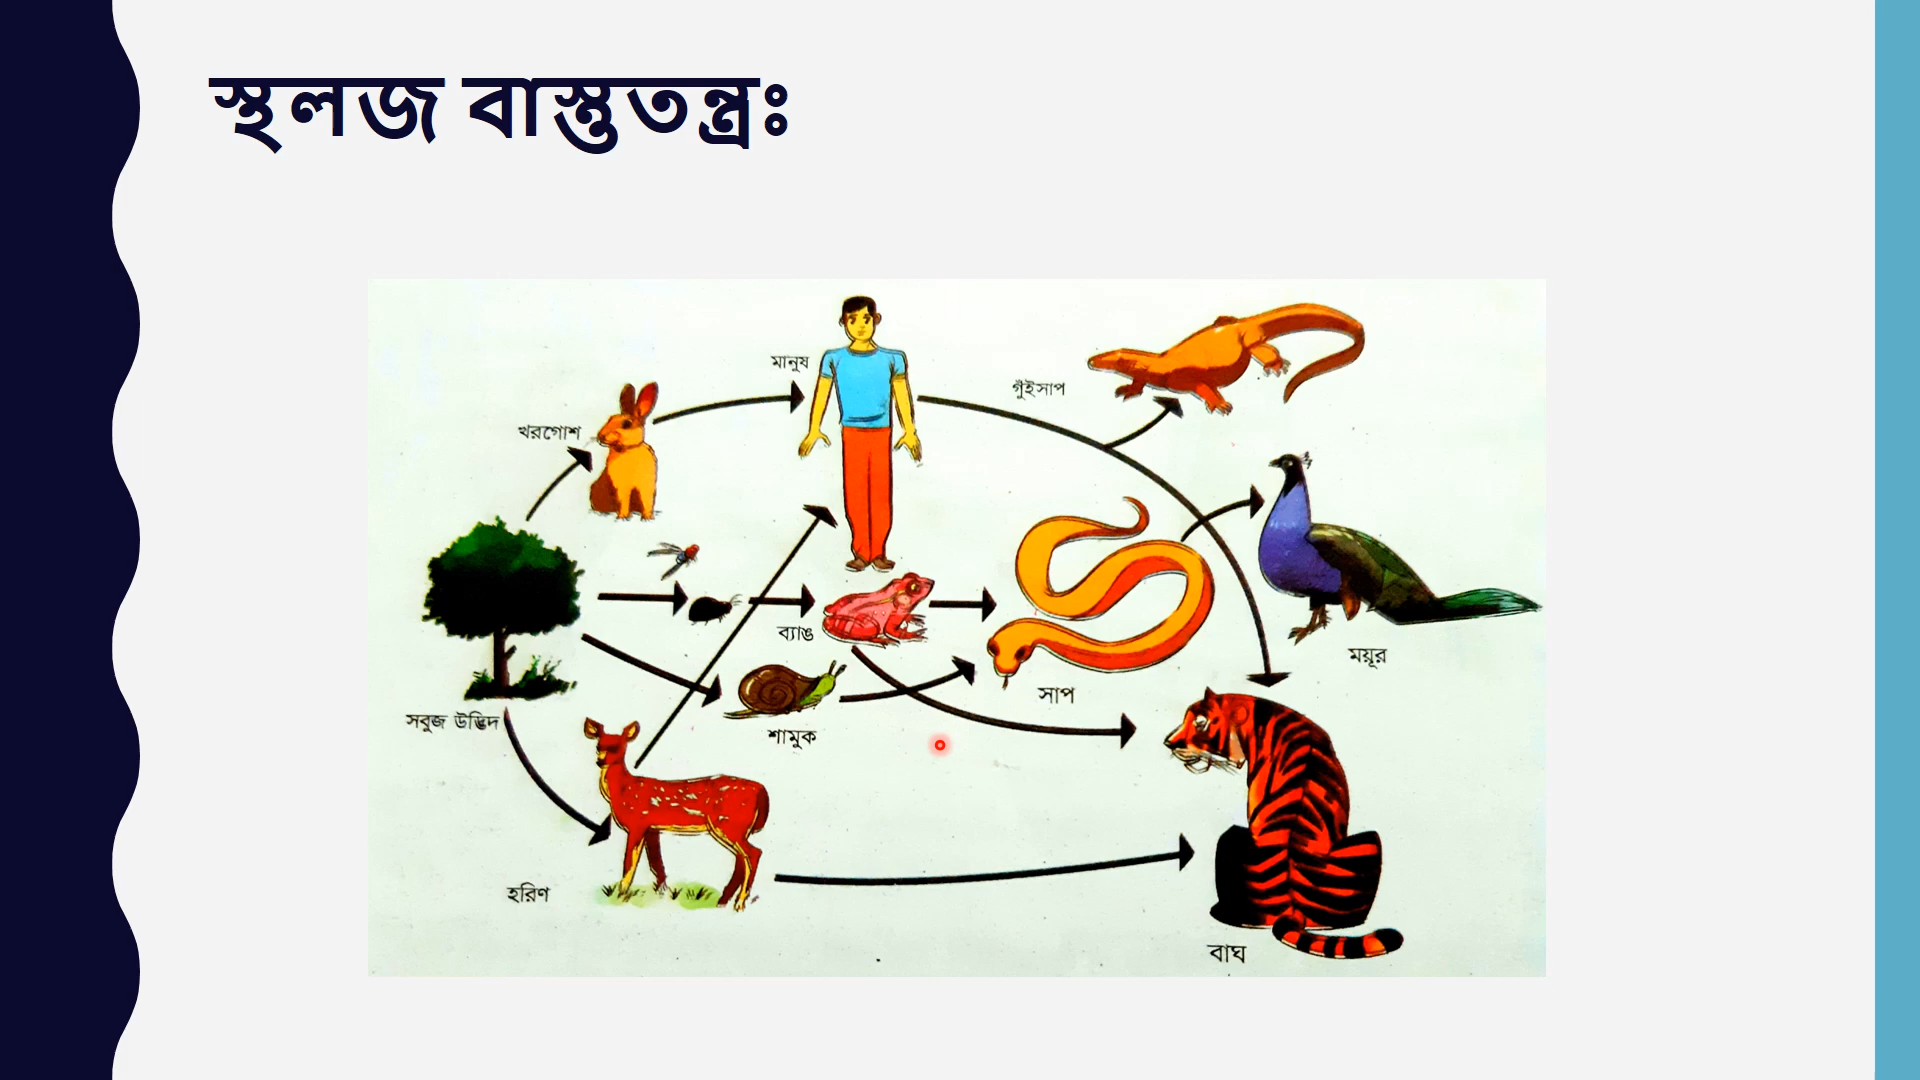 স্থলজ বাস্তুতন্ত্রঃ
মানুষ
গুঁইসাপ
খরগোশ
ব্যাঙ
ময়ূর
সাপ
সবুজ উদ্ভিদ
শামুক
হরিণ
বাঘ